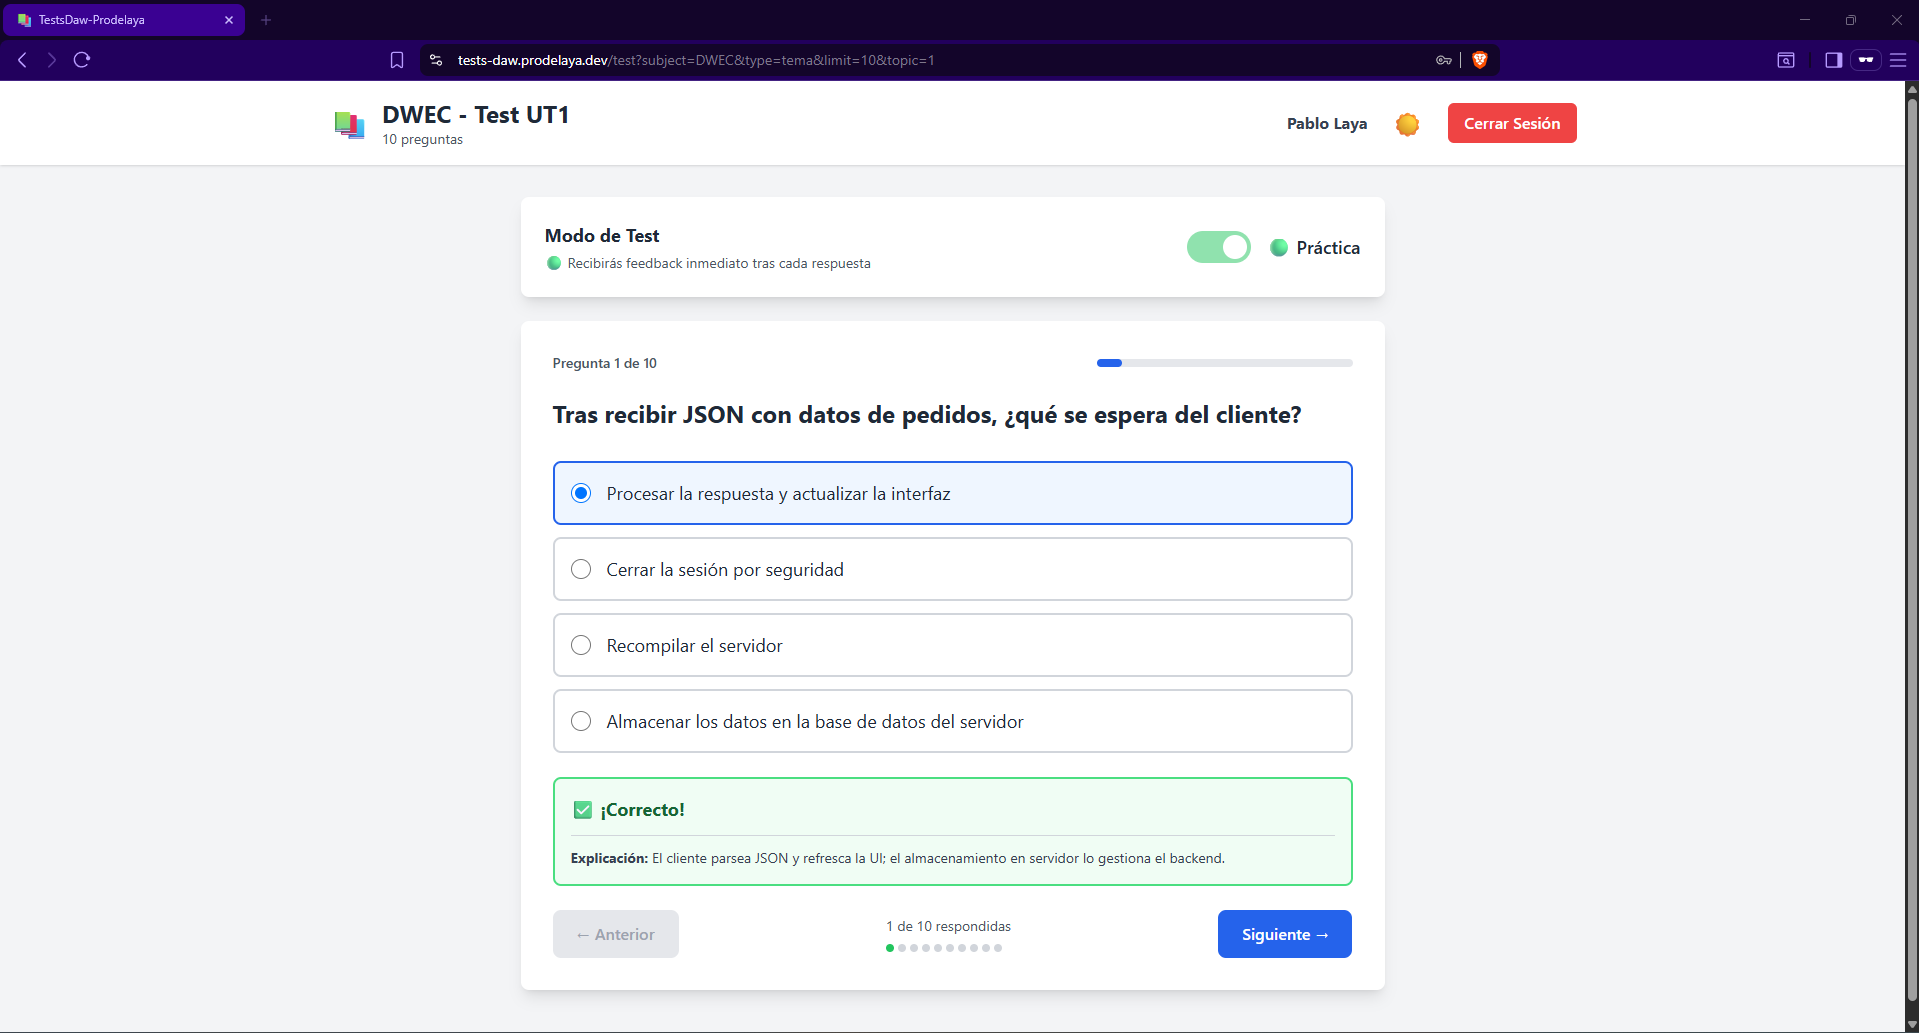 TestsDaw-Prodelaya
tests-daw.prodelaya.dev/test?subject=DWEC&type=tema&limit=10&topic=1
DWEC - Test UT1
10 preguntas
Pablo Laya
Cerrar Sesión
Modo de Test
Recibirás feedback inmediato tras cada respuesta
Práctica
Pregunta 1 de 10
Tras recibir JSON con datos de pedidos, ¿qué se espera del cliente?
Procesar la respuesta y actualizar la interfaz
Cerrar la sesión por seguridad
Recompilar el servidor
Almacenar los datos en la base de datos del servidor
¡Correcto!
Explicación: El cliente parsea JSON y refresca la UI; el almacenamiento en servidor lo gestiona el backend.
← Anterior
1 de 10 respondidas
Siguiente →